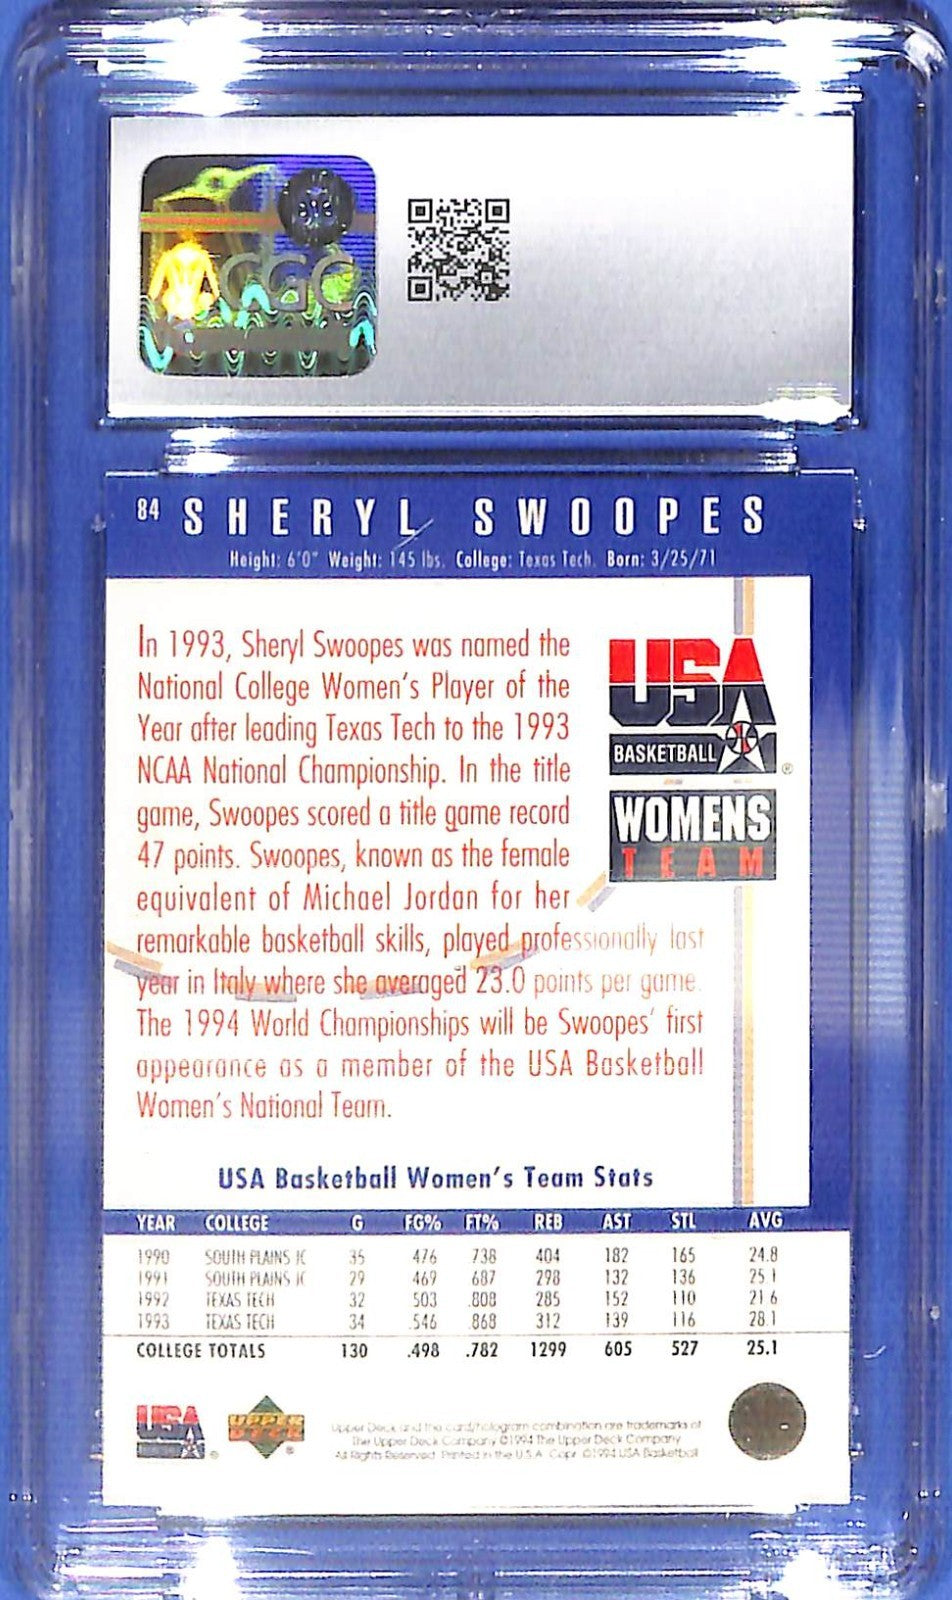 CGC
84 SHERYL SWOOPES
Height: 6'0" Weight: 145 lbs. College: Texas Tech. Born: 3/25/71
In 1993, Sheryl Swoopes was named the
National College Women's Player of the
Year after leading Texas Tech to the 1993
NCAA National Championship. In the title
game, Swoopes scored a title game record
47 points. Swoopes, known as the female
equivalent of Michael Jordan for her
remarkable basketball skills, played professionally last
year in Italy where she averaged 23.0 points per game.
The 1994 World Championships will be Swoopes' first
appearance as a member of the USA Basketball
Women's National Team.
USA
BASKETBALL
®
WOMENS
TEAM
USA Basketball Women's Team Stats
YEAR COLLEGE G FG% FT% REB AST STL AVG
1990 SOUTH PLAINS JC 35 .476 .738 404 182 165 24.8
1991 SOUTH PLAINS JC 29 .469 .687 298 132 136 25.1
1992 TEXAS TECH 32 .503 .808 285 152 110 21.6
1993 TEXAS TECH 34 .546 .868 312 139 116 28.1
COLLEGE TOTALS 130 .498 .782 1299 605 527 25.1
USA
®
UPPER
DECK
®
Upper Deck and the card/hologram combination are trademarks of
The Upper Deck Company ©1994 The Upper Deck Company
All Rights Reserved. Printed in the U.S.A. Copr. ©1994 USA Basketball